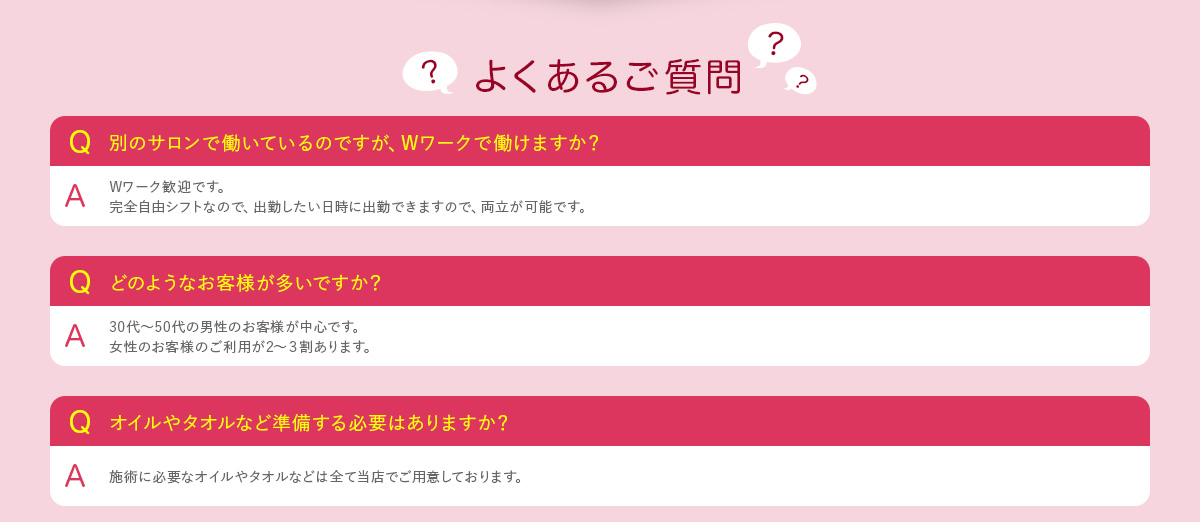 ?
よくあるご質問
?
?
Q 別のサロンで働いているのですが、Wワークで働けますか?
A Wワーク歓迎です。
完全自由シフトなので、出勤したい日時に出勤できますので、両立が可能です。
Q どのようなお客様が多いですか?
A 30代〜50代の男性のお客様が中心です。
女性のお客様のご利用が2〜3割あります。
Q オイルやタオルなど準備する必要はありますか?
A 施術に必要なオイルやタオルなどは全て当店でご用意しております。